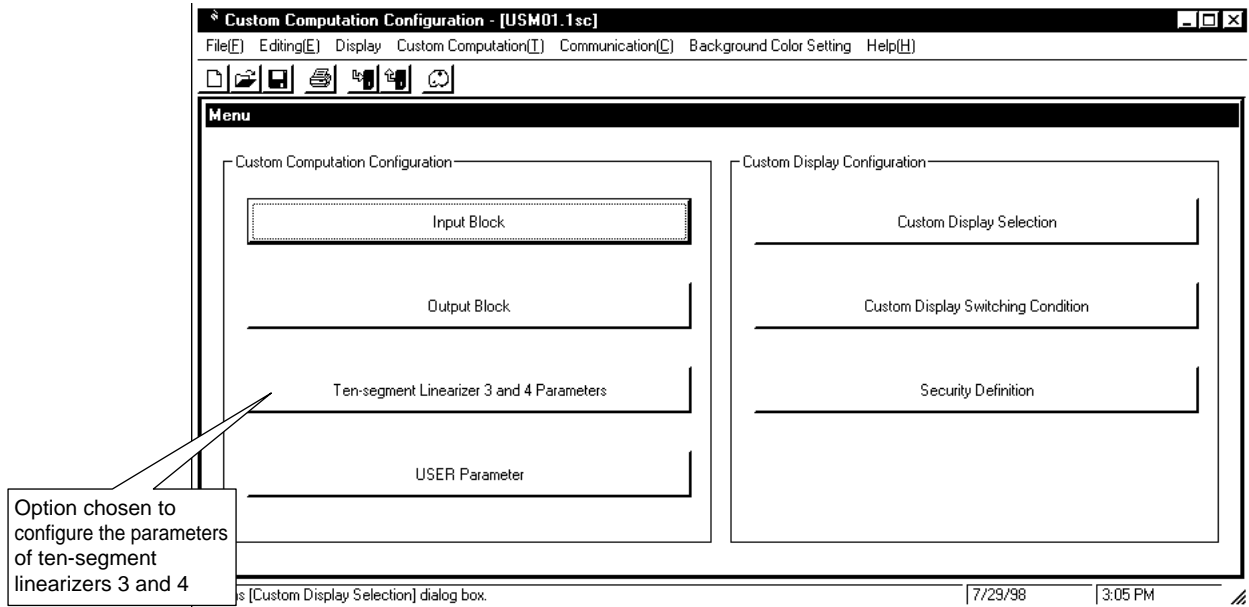 Custom Computation Configuration - [USM01.1sc]
File(F) Editing(E) Display Custom Computation(T) Communication(C) Background Color Setting Help(H)
Menu
Custom Computation Configuration
Input Block
Output Block
Ten-segment Linearizer 3 and 4 Parameters
USER Parameter
Custom Display Configuration
Custom Display Selection
Custom Display Switching Condition
Security Definition
Option chosen to
configure the parameters
of ten-segment
linearizers 3 and 4
[Custom Display Selection] dialog box.
7/29/98
3:05 PM